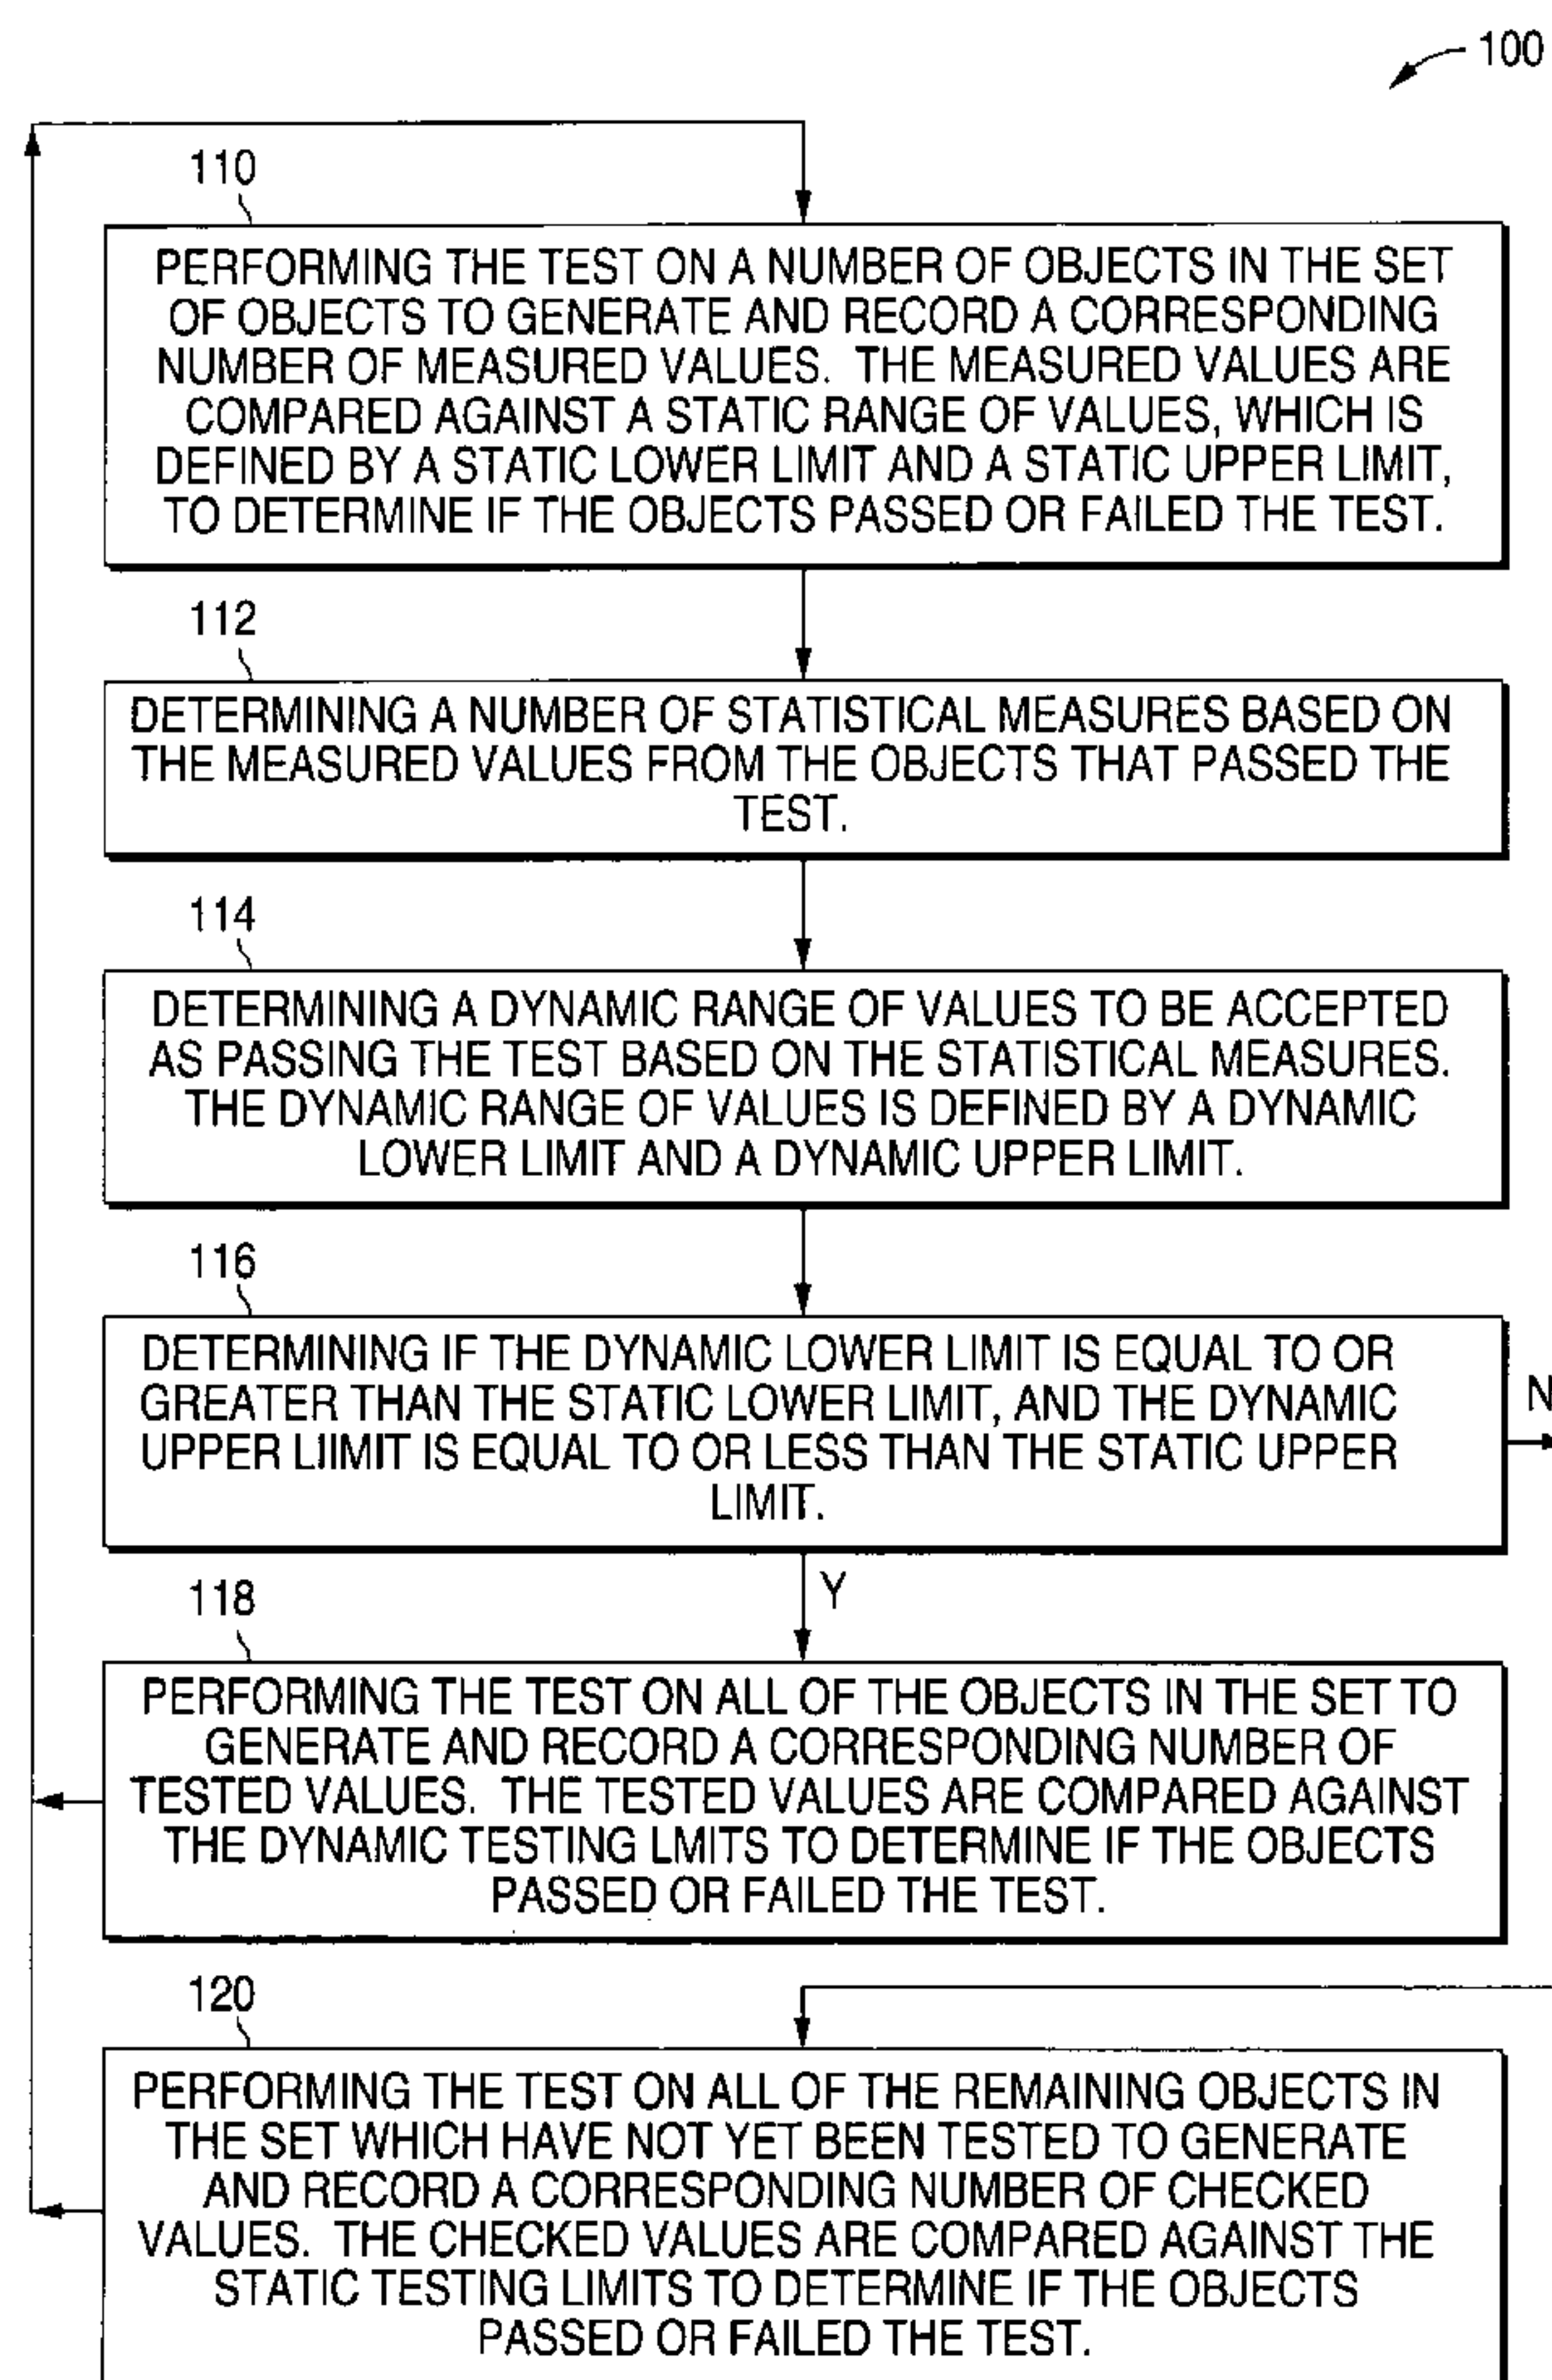 100
110
PERFORMING THE TEST ON A NUMBER OF OBJECTS IN THE SET
OF OBJECTS TO GENERATE AND RECORD A CORRESPONDING
NUMBER OF MEASURED VALUES. THE MEASURED VALUES ARE
COMPARED AGAINST A STATIC RANGE OF VALUES, WHICH IS
DEFINED BY A STATIC LOWER LIMIT AND A STATIC UPPER LIMIT,
TO DETERMINE IF THE OBJECTS PASSED OR FAILED THE TEST.
112
DETERMINING A NUMBER OF STATISTICAL MEASURES BASED ON
THE MEASURED VALUES FROM THE OBJECTS THAT PASSED THE
TEST.
114
DETERMINING A DYNAMIC RANGE OF VALUES TO BE ACCEPTED
AS PASSING THE TEST BASED ON THE STATISTICAL MEASURES.
THE DYNAMIC RANGE OF VALUES IS DEFINED BY A DYNAMIC
LOWER LIMIT AND A DYNAMIC UPPER LIMIT.
116
DETERMINING IF THE DYNAMIC LOWER LIMIT IS EQUAL TO OR
GREATER THAN THE STATIC LOWER LIMIT, AND THE DYNAMIC
UPPER LIIMIT IS EQUAL TO OR LESS THAN THE STATIC UPPER
LIMIT.
N
Y
118
PERFORMING THE TEST ON ALL OF THE OBJECTS IN THE SET TO
GENERATE AND RECORD A CORRESPONDING NUMBER OF
TESTED VALUES. THE TESTED VALUES ARE COMPARED AGAINST
THE DYNAMIC TESTING LMITS TO DETERMINE IF THE OBJECTS
PASSED OR FAILED THE TEST.
120
PERFORMING THE TEST ON ALL OF THE REMAINING OBJECTS IN
THE SET WHICH HAVE NOT YET BEEN TESTED TO GENERATE
AND RECORD A CORRESPONDING NUMBER OF CHECKED
VALUES. THE CHECKED VALUES ARE COMPARED AGAINST THE
STATIC TESTING LIMITS TO DETERMINE IF THE OBJECTS
PASSED OR FAILED THE TEST.